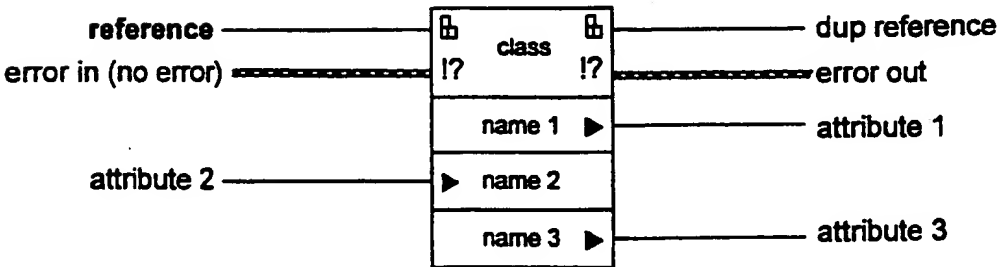 reference class dup reference
error in (no error) !? !? error out
name 1 attribute 1
attribute 2 name 2
name 3 attribute 3